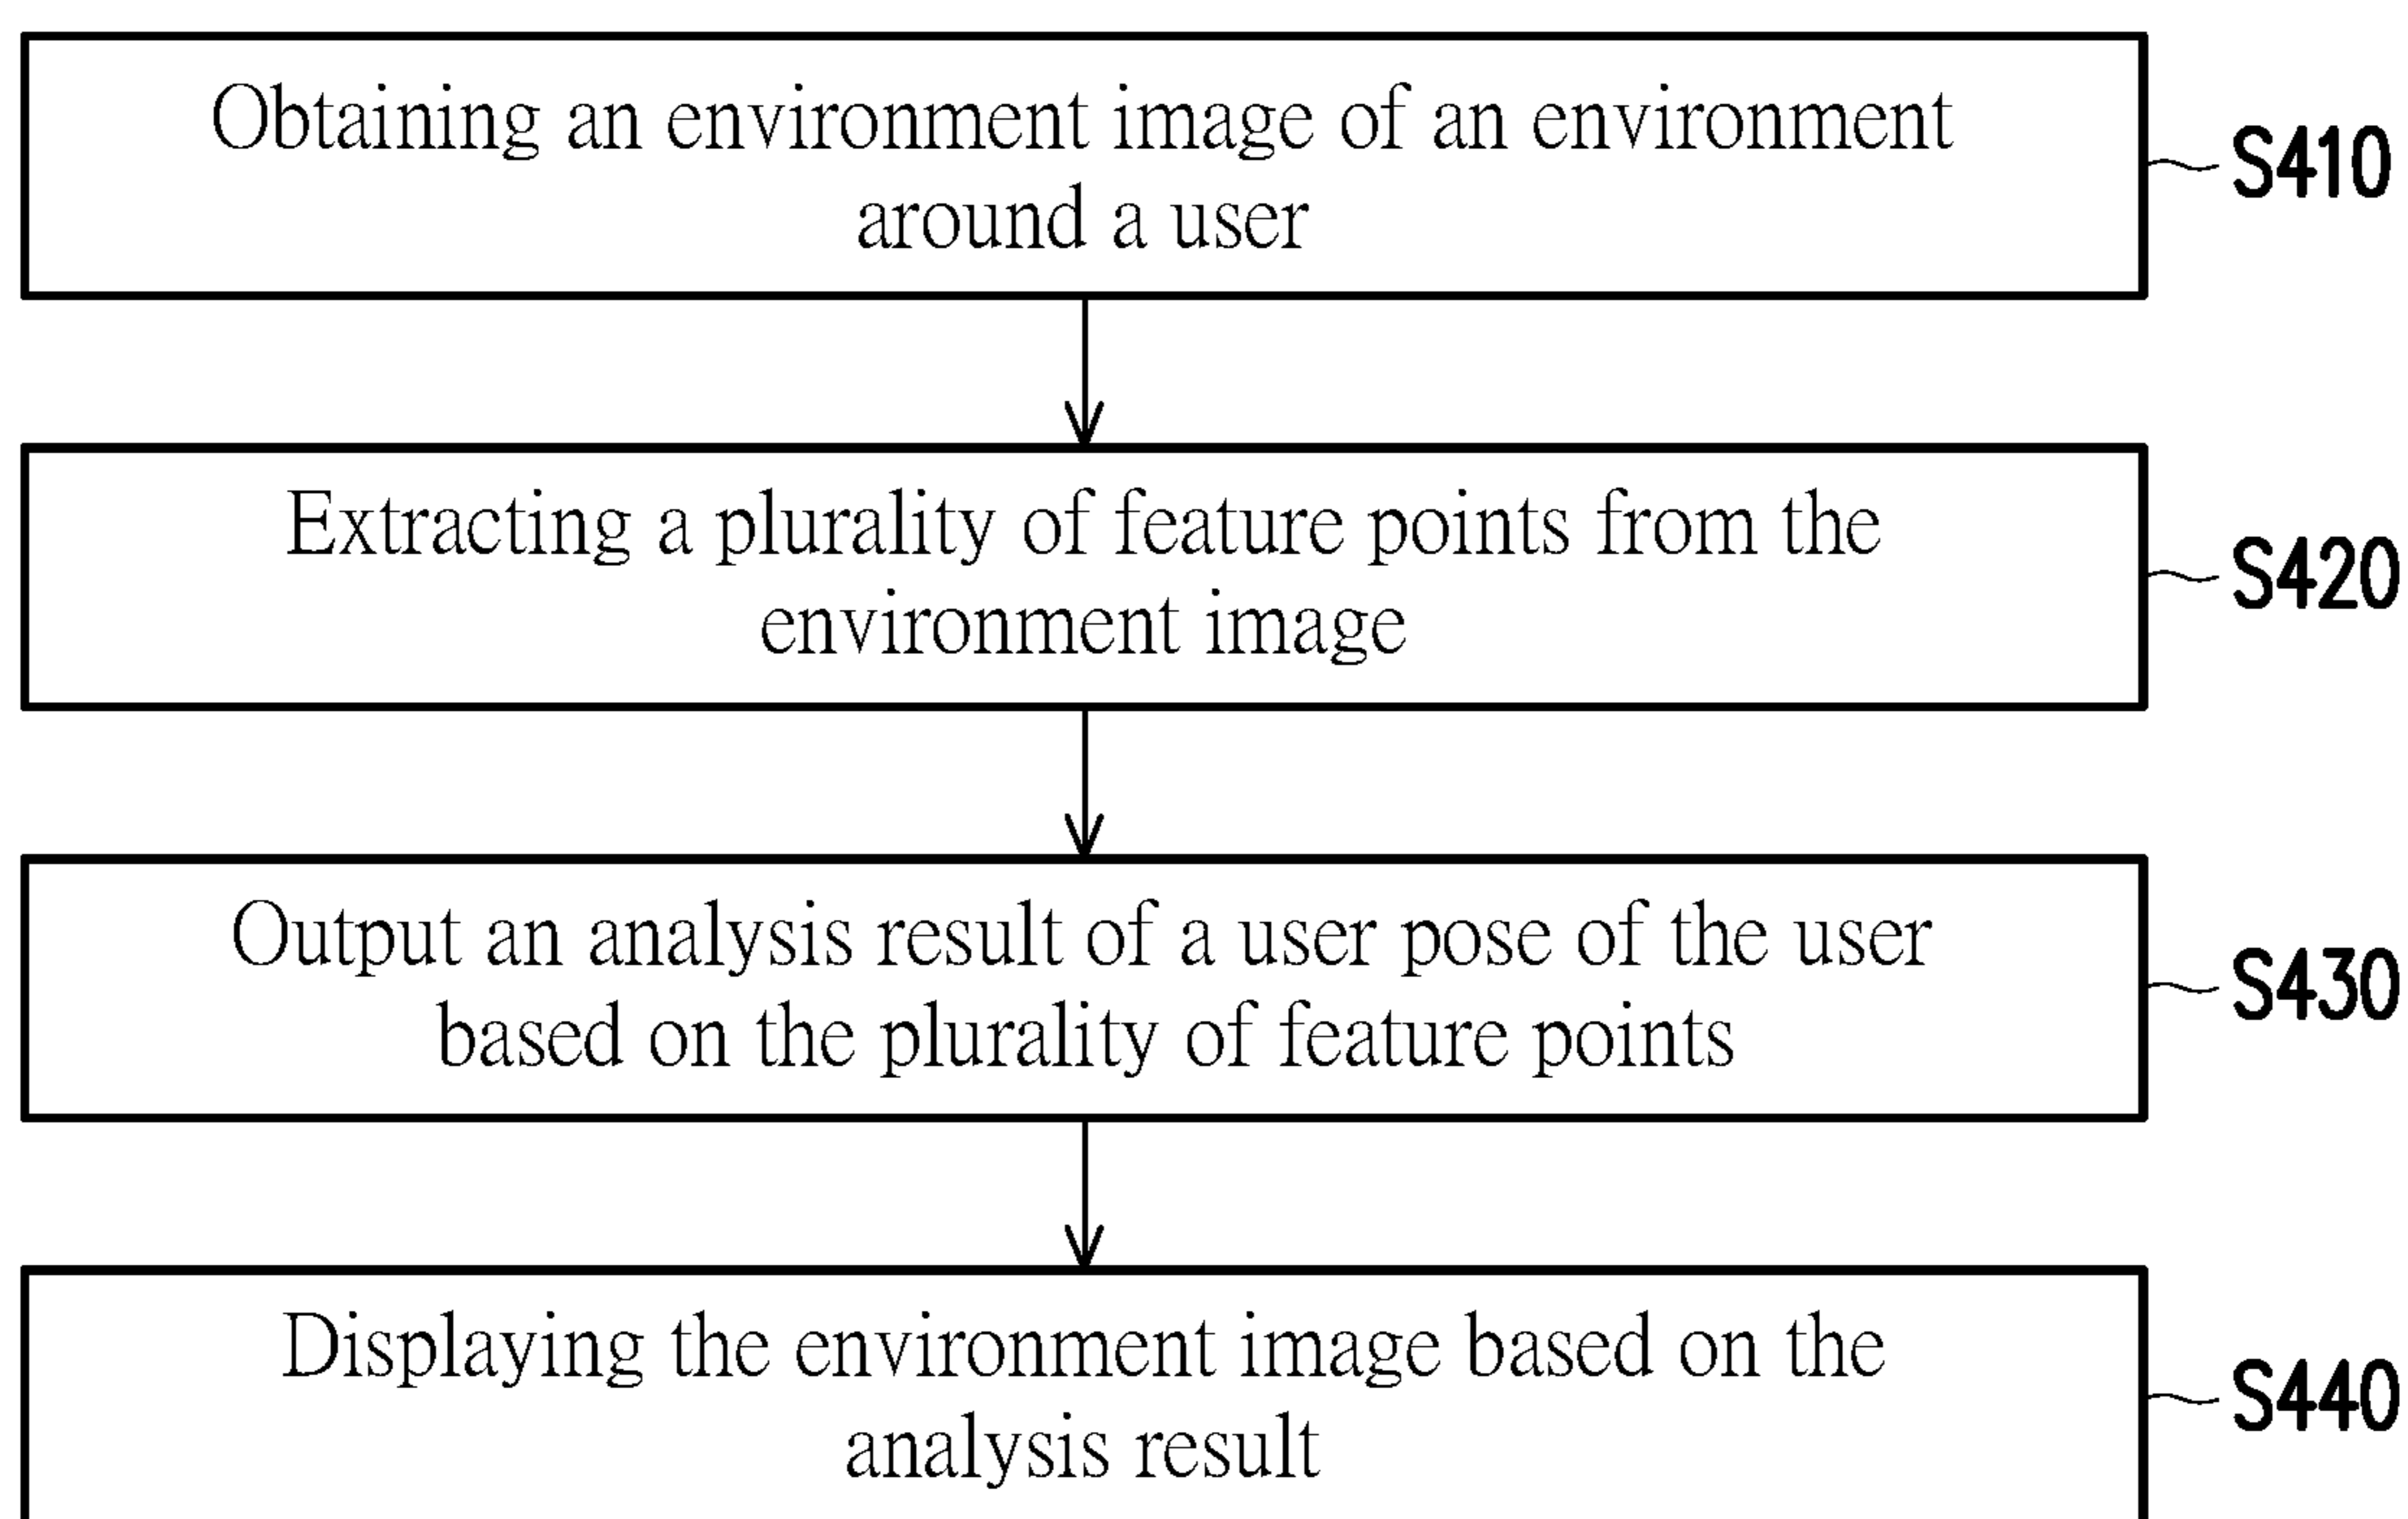 Obtaining an environment image of an environment
around a user
S410
Extracting a plurality of feature points from the
environment image
S420
Output an analysis result of a user pose of the user
based on the plurality of feature points
S430
Displaying the environment image based on the
analysis result
S440